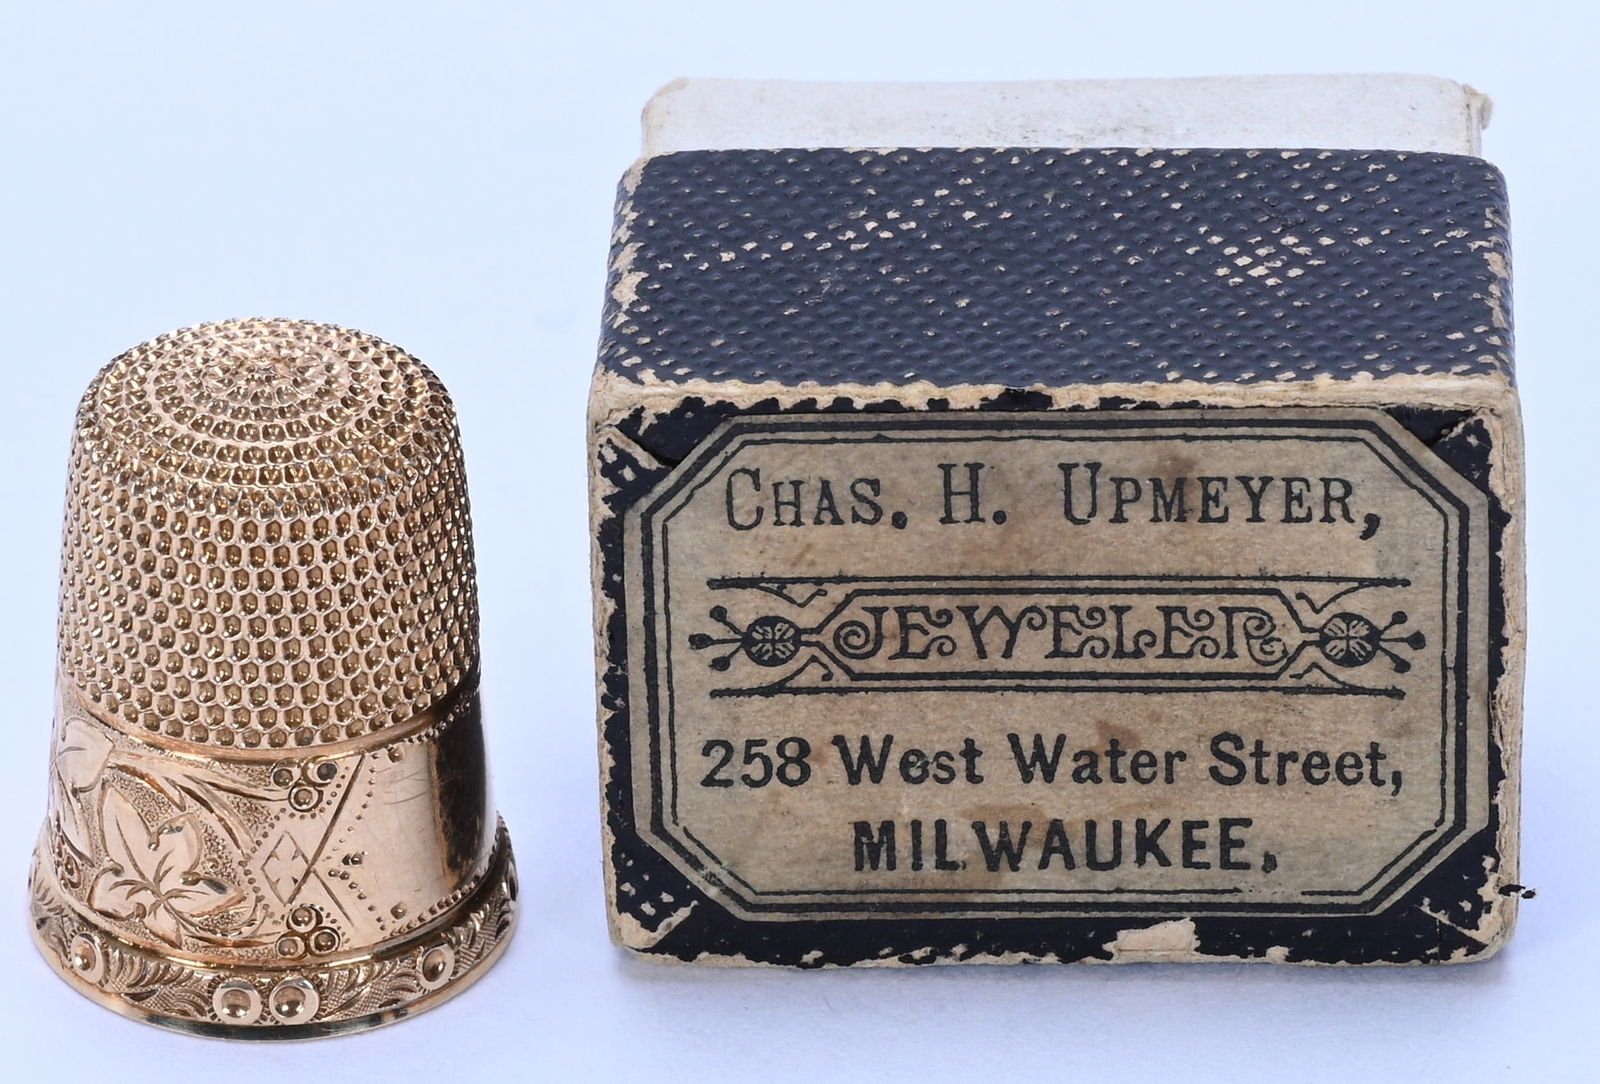 CHAS. H. UPMEYER,
JEWELER
258 West Water Street,
MILWAUKEE.